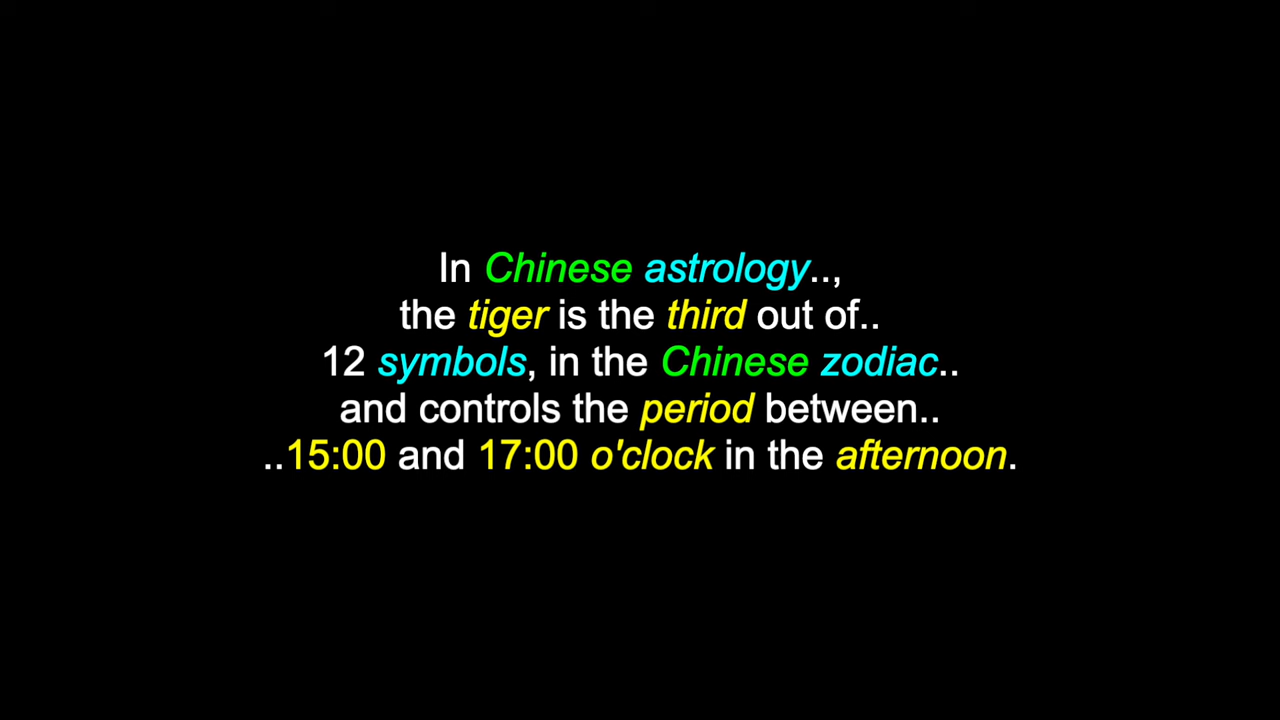 In Chinese astrology..,
the tiger is the third out of..
12 symbols, in the Chinese zodiac..
and controls the period between..
..15:00 and 17:00 o'clock in the afternoon.